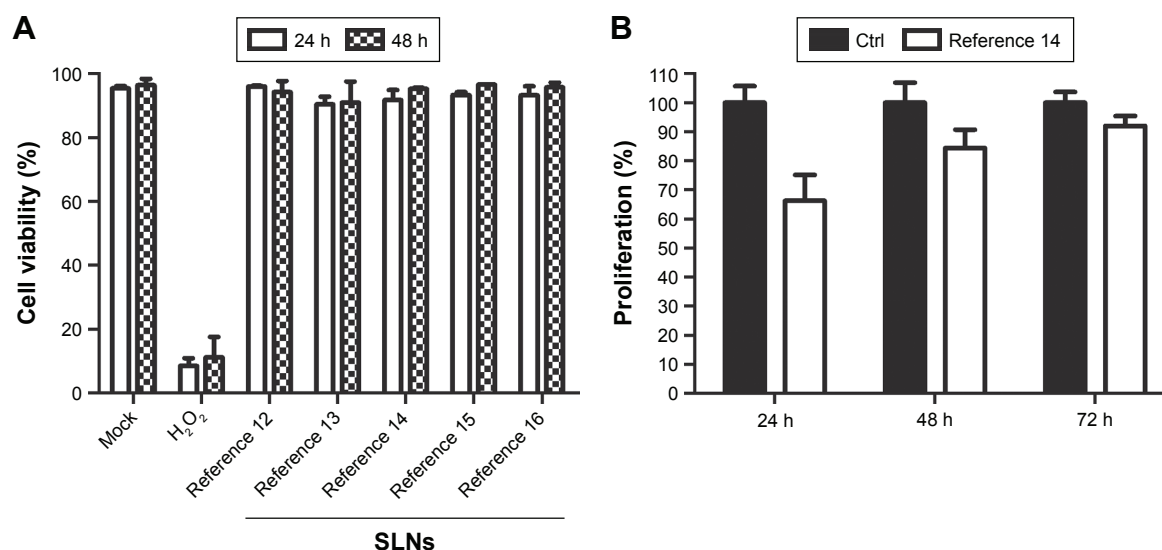 A
24 h 48 h
Cell viability (%)
100
80
60
40
20
0
Mock
H2O2
Reference 12
Reference 13
Reference 14
Reference 15
Reference 16
SLNs
B
Ctrl Reference 14
Proliferation (%)
110
100
90
80
70
60
50
40
30
20
10
0
24 h 48 h 72 h